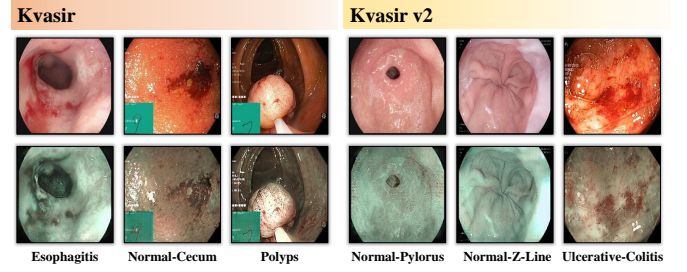 Kvasir
Kvasir v2
Esophagitis
Normal-Cecum
Polyps
Normal-Pylorus
Normal-Z-Line
Ulcerative-Colitis